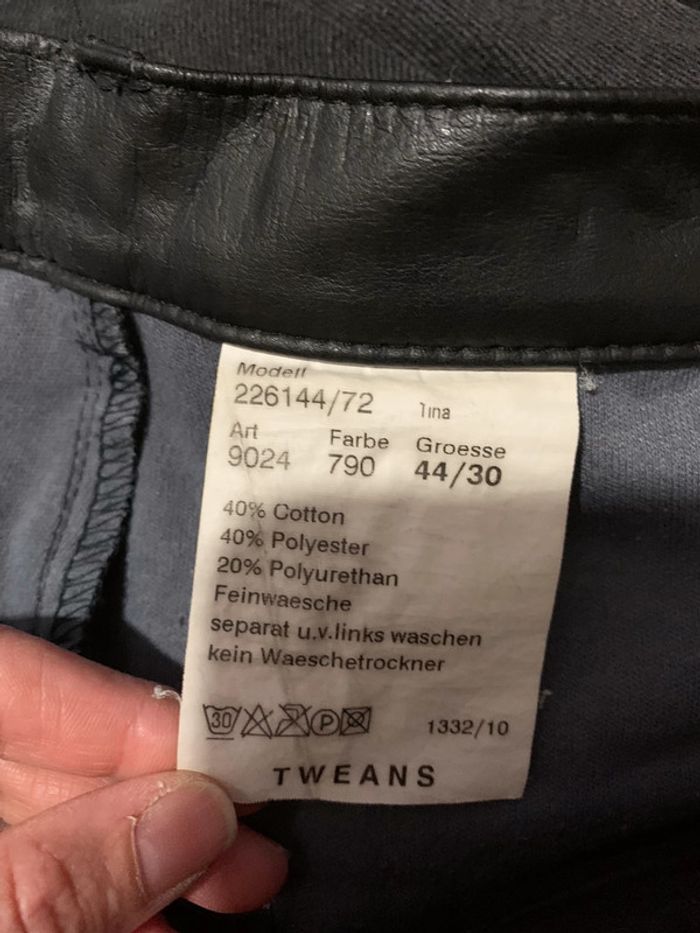 Modell
226144/72 Tina
Art Farbe Groesse
9024 790 44/30
40% Cotton
40% Polyester
20% Polyurethan
Feinwaesche
separat u.v.links waschen
kein Waeschetrockner
30 P 1332/10
TWEANS